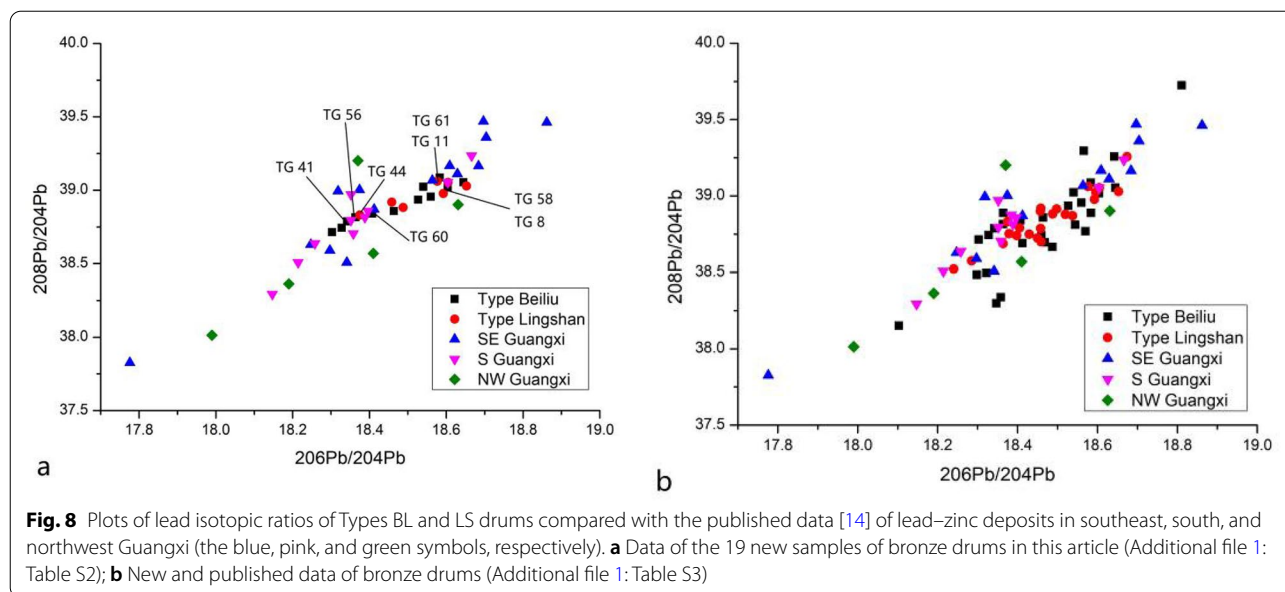 40.0
39.5
39.0
38.5
38.0
37.5
208Pb/204Pb
TG 56
TG 41
TG 44
TG 61
TG 11
TG 58
TG 8
TG 60
Type Beiliu
Type Lingshan
SE Guangxi
S Guangxi
NW Guangxi
17.8 18.0 18.2 18.4 18.6 18.8 19.0
206Pb/204Pb
a
40.0
39.5
39.0
38.5
38.0
37.5
208Pb/204Pb
Type Beiliu
Type Lingshan
SE Guangxi
S Guangxi
NW Guangxi
17.8 18.0 18.2 18.4 18.6 18.8 19.0
206Pb/204Pb
b
Fig. 8 Plots of lead isotopic ratios of Types BL and LS drums compared with the published data [14] of lead–zinc deposits in southeast, south, and
northwest Guangxi (the blue, pink, and green symbols, respectively). a Data of the 19 new samples of bronze drums in this article (Additional file 1:
Table S2); b New and published data of bronze drums (Additional file 1: Table S3)